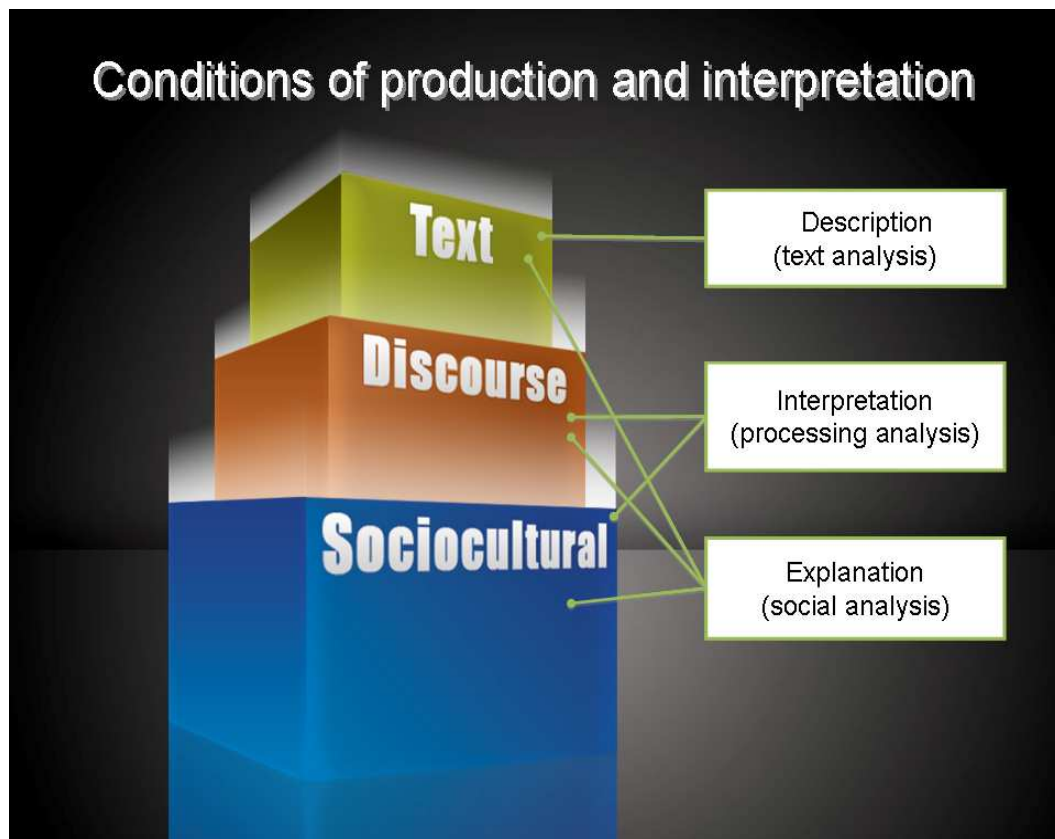 Conditions of production and interpretation
Text
Discourse
Sociocultural
Description
(text analysis)
Interpretation
(processing analysis)
Explanation
(social analysis)